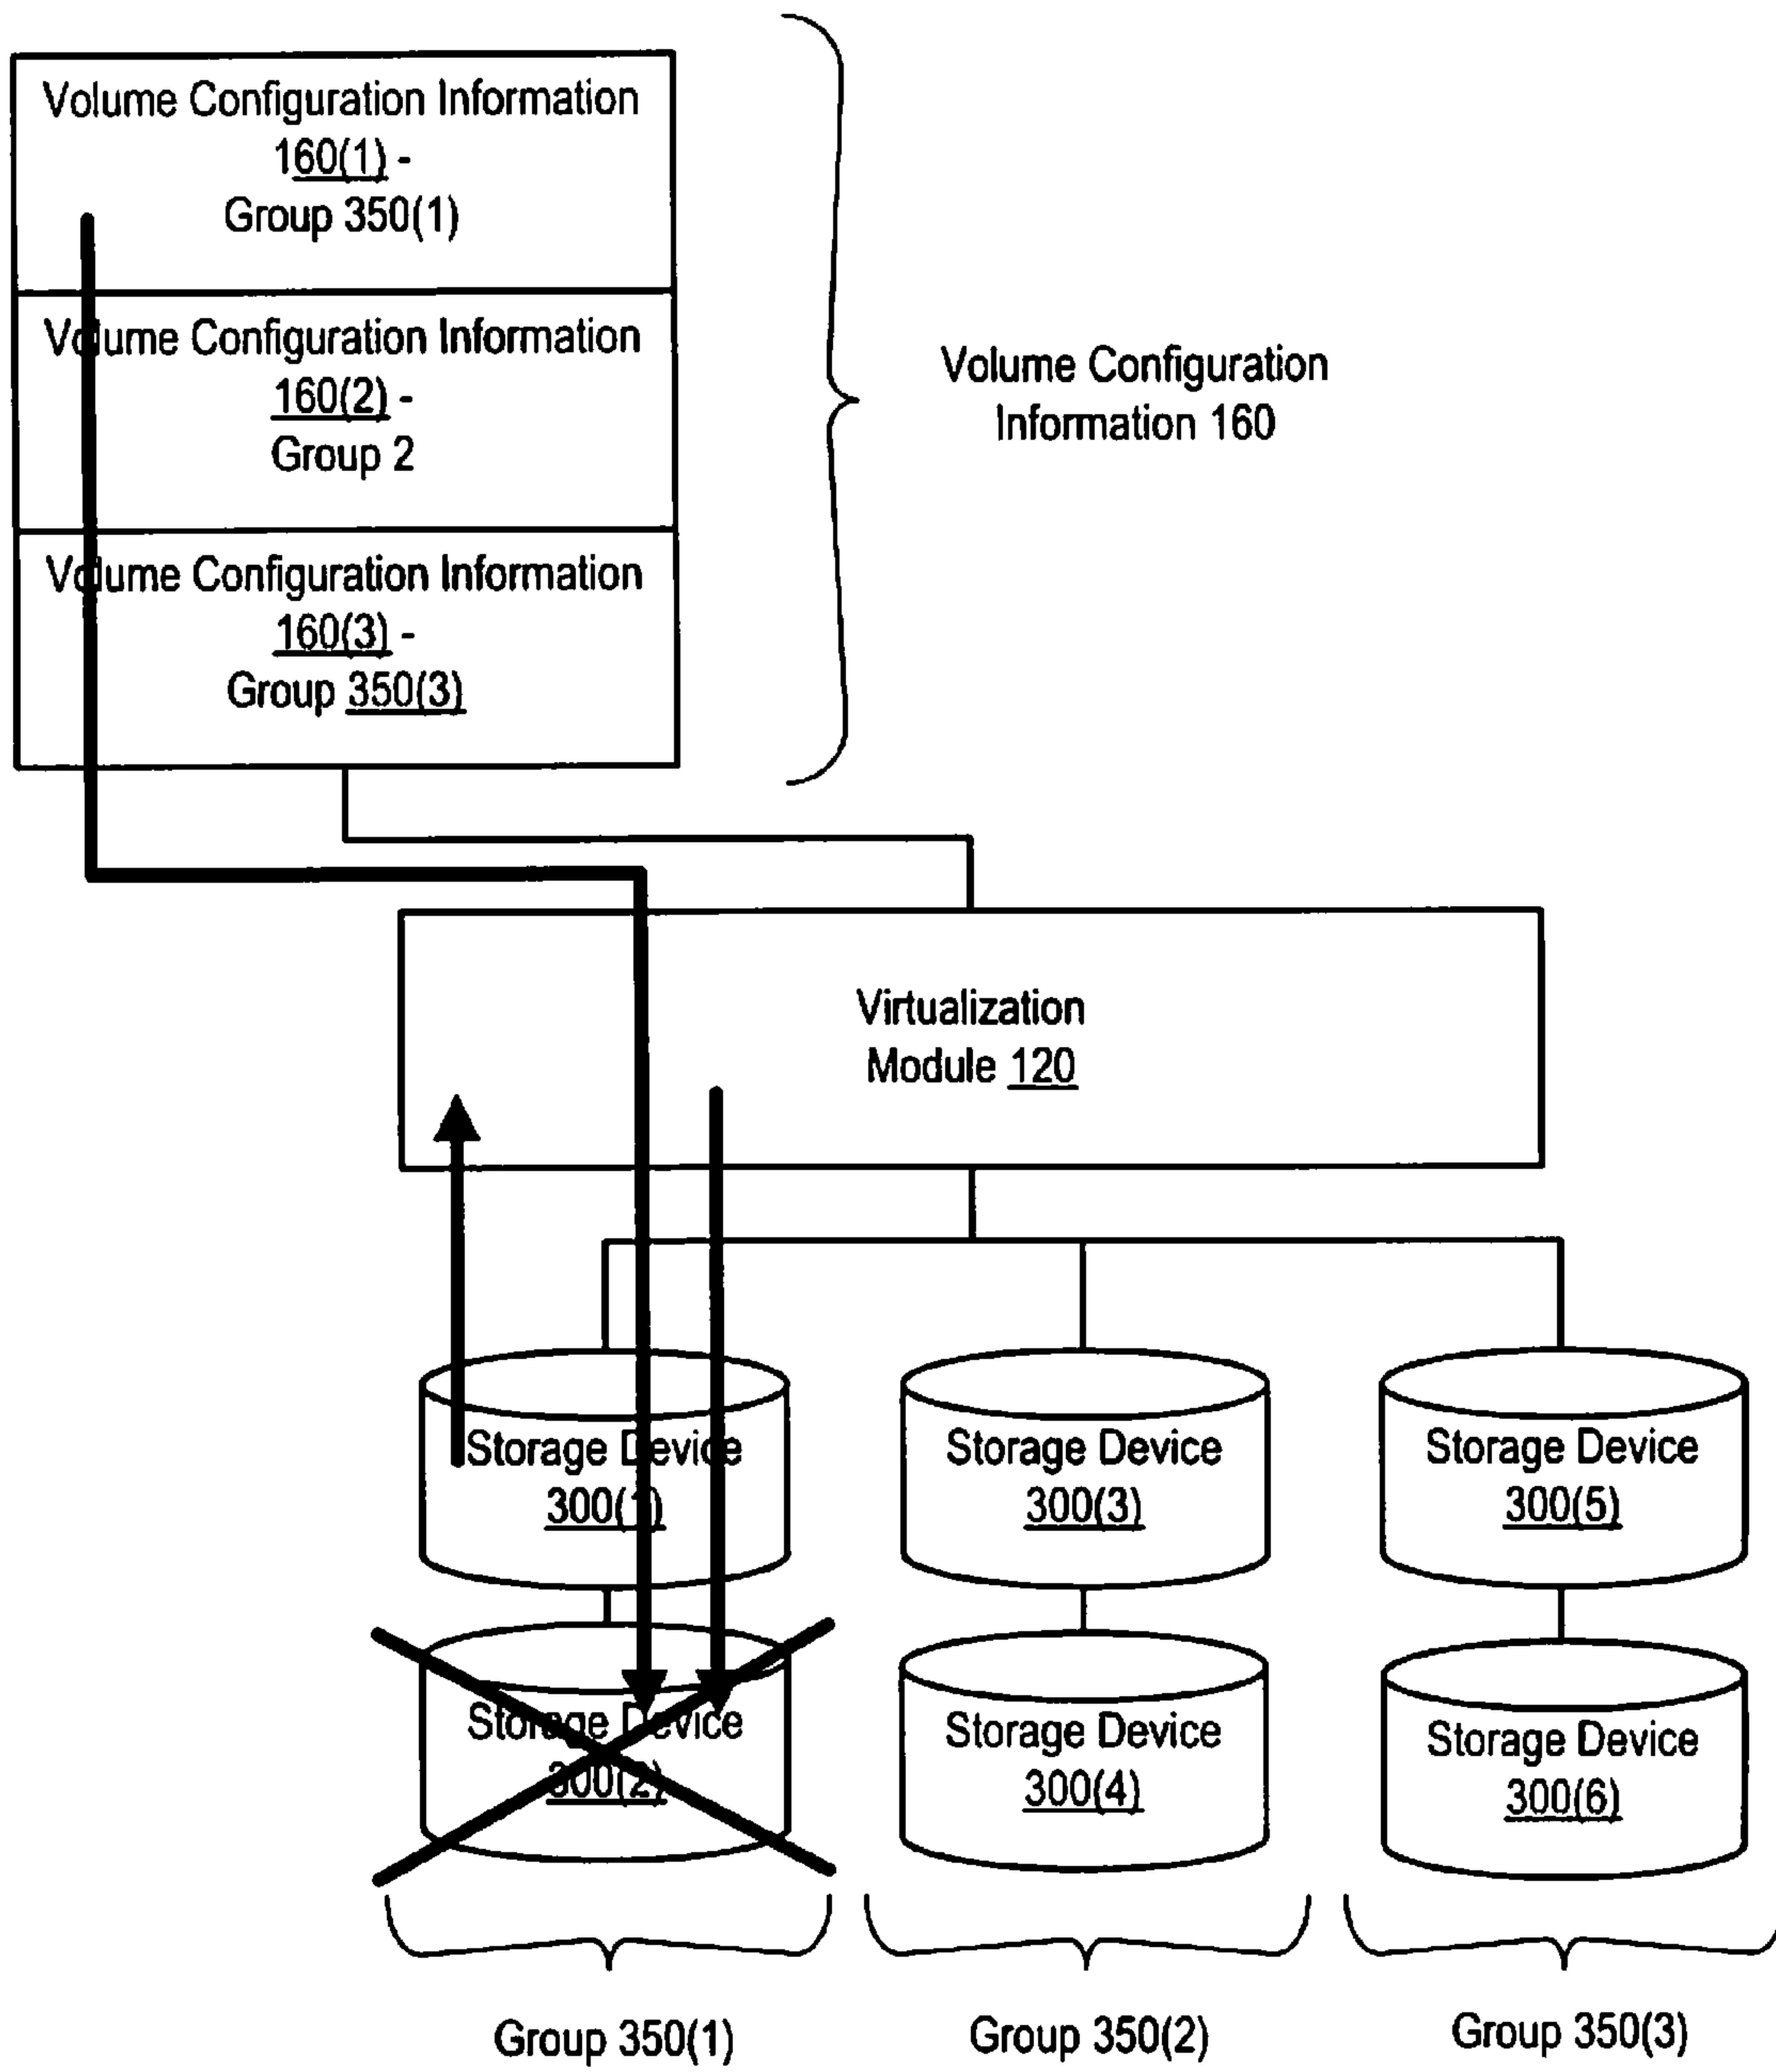 Volume Configuration Information
160(1) -
Group 350(1)
Volume Configuration Information
160(2) -
Group 2
Volume Configuration Information
160(3) -
Group 350(3)
Volume Configuration
Information 160
Virtualization
Module 120
Storage Device
300(1)
Storage Device
300(3)
Storage Device
300(5)
Storage Device
300(2)
Storage Device
300(4)
Storage Device
300(6)
Group 350(1)
Group 350(2)
Group 350(3)